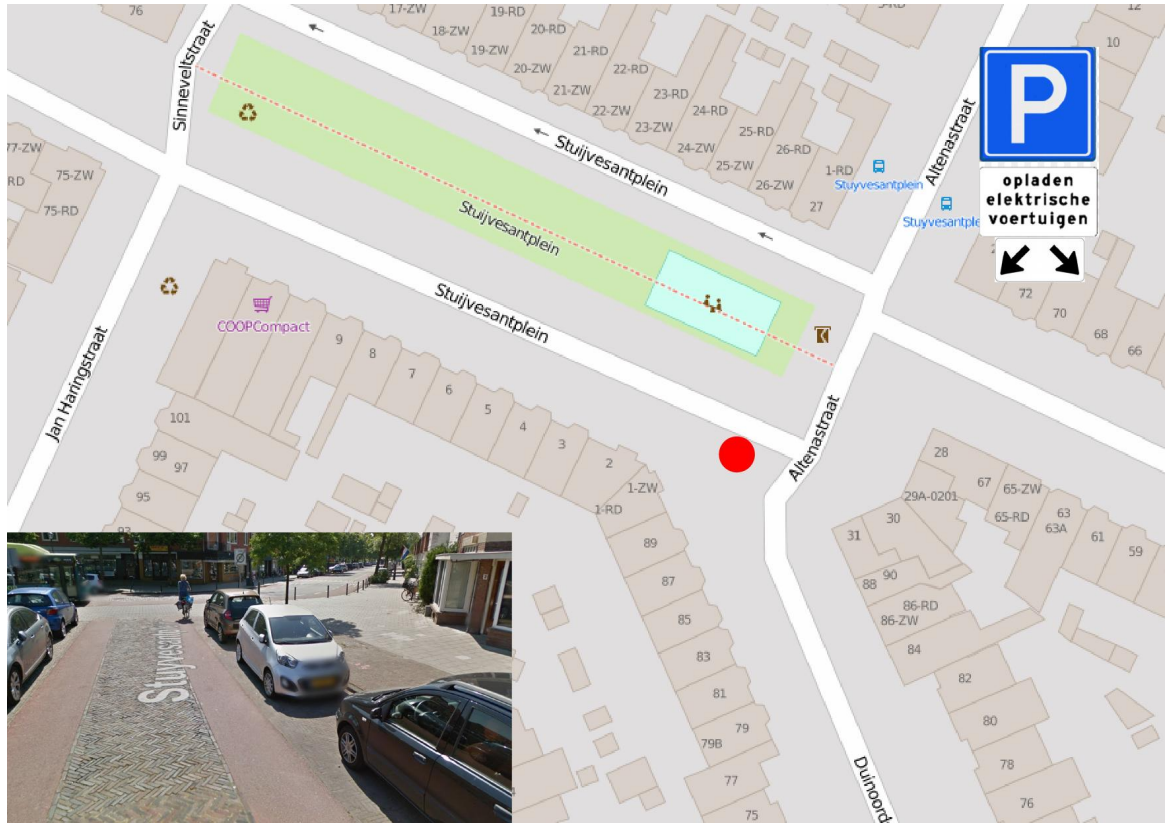 76
17-ZW
19-RD
18-ZW
20-RD
19-ZW
21-RD
20-ZW
22-RD
21-ZW
23-RD
22-ZW
24-RD
23-ZW
25-RD
24-ZW
26-RD
25-ZW
1-RD
26-ZW
27
12
10
Sinneveltstraat
Stuijvesantplein
Altenastraat
Stuyvesantplein
P
opladen
elektrische
voertuigen
77-ZW
RD
75-ZW
75-RD
Stuijvesantplein
Stuijvesantplein
COOPCompact
Jan Haringstraat
9
8
7
6
5
4
3
2
1-ZW
1-RD
101
99
97
95
93
89
87
85
83
81
79
79B
77
75
72
70
68
66
Altenastraat
28
29A-0201
67
65-ZW
65-RD
63
63A
61
59
31
30
88
90
86-RD
86-ZW
84
82
80
78
76
Duinoord
Stuyvesantpl